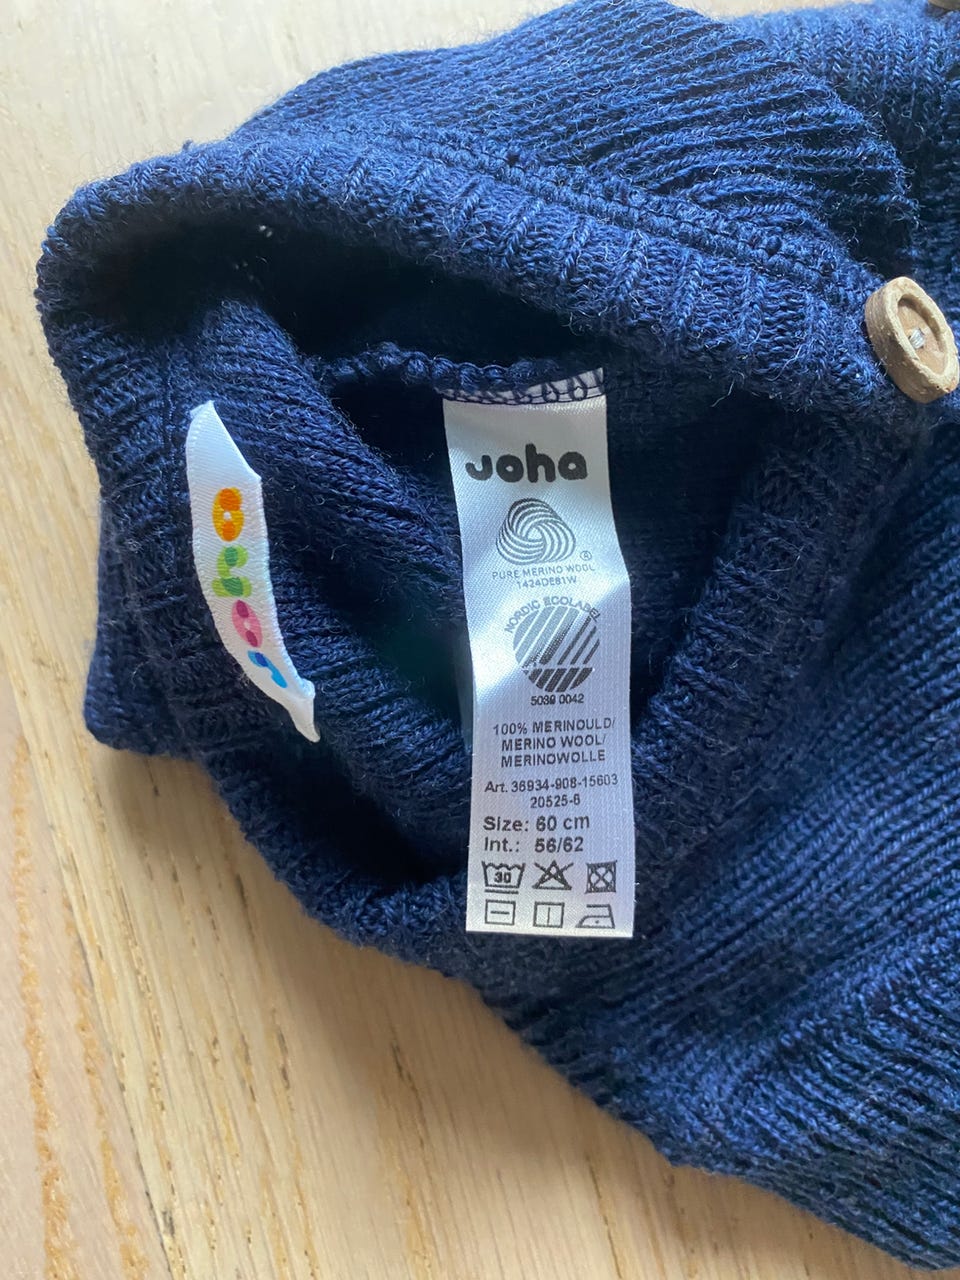 joha
joha
®
PURE MERINO WOOL
1424DE81W
NORDIC ECOLABEL
5039 0042
100% MERINOULD/
MERINO WOOL/
MERINOWOLLE
Art. 36934-908-15603
20525-6
Size: 60 cm
Int.: 56/62
30